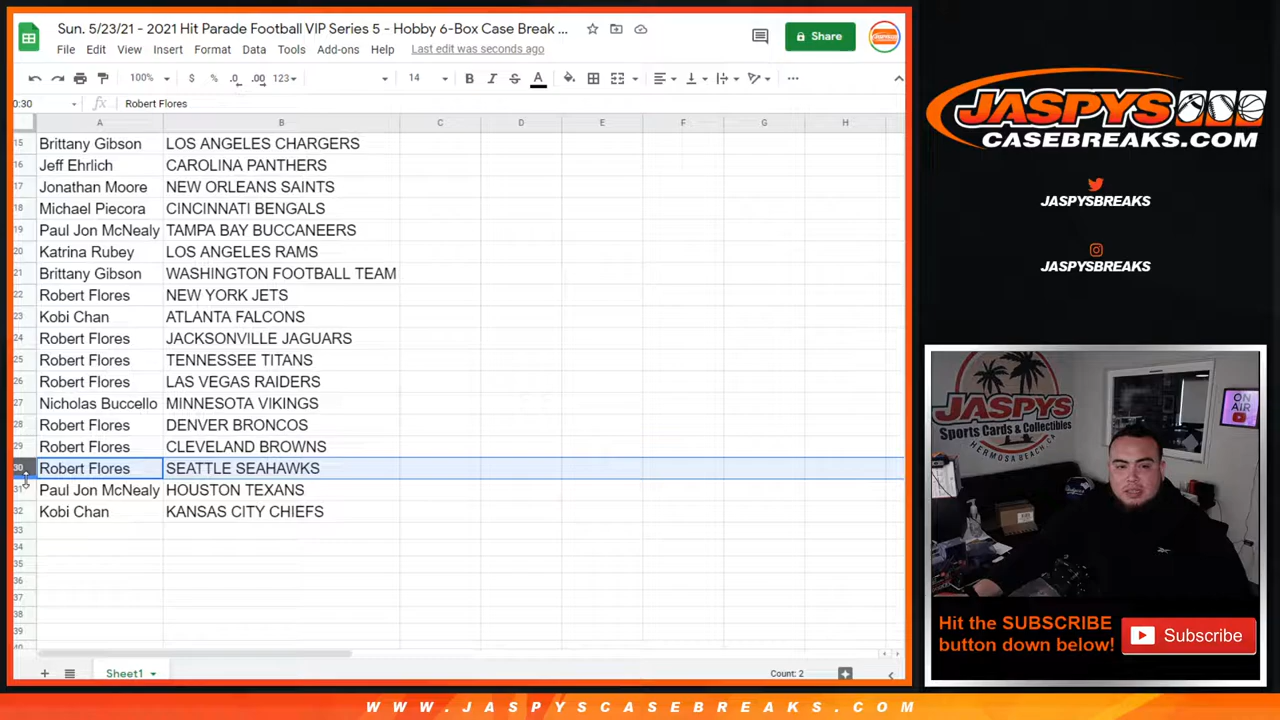 Sun. 5/23/21 - 2021 Hit Parade Football VIP Series 5 - Hobby 6-Box Case Break ...
Share
File Edit View Insert Format Data Tools Add-ons Help Last edit was seconds ago
100% $ % .0 .00 123 14 B I S A
0:30 fx Robert Flores
A B C D E F G H
15 Brittany Gibson LOS ANGELES CHARGERS
16 Jeff Ehrlich CAROLINA PANTHERS
17 Jonathan Moore NEW ORLEANS SAINTS
18 Michael Piecora CINCINNATI BENGALS
19 Paul Jon McNealy TAMPA BAY BUCCANEERS
20 Katrina Rubey LOS ANGELES RAMS
21 Brittany Gibson WASHINGTON FOOTBALL TEAM
22 Robert Flores NEW YORK JETS
23 Kobi Chan ATLANTA FALCONS
24 Robert Flores JACKSONVILLE JAGUARS
25 Robert Flores TENNESSEE TITANS
26 Robert Flores LAS VEGAS RAIDERS
27 Nicholas Buccello MINNESOTA VIKINGS
28 Robert Flores DENVER BRONCOS
29 Robert Flores CLEVELAND BROWNS
30 Robert Flores SEATTLE SEAHAWKS
31 Paul Jon McNealy HOUSTON TEXANS
32 Kobi Chan KANSAS CITY CHIEFS
33
34
35
36
37
38
39
Sheet1 Count: 2
JASPYS
CASEBREAKS.COM
JASPYSBREAKS
JASPYSBREAKS
JASPYS
Sports Cards & Collectibles
HERMOSA BEACH, CA
ON AIR
Hit the SUBSCRIBE
button down below!
Subscribe
WWW.JASPYSCASEBREAKS.COM